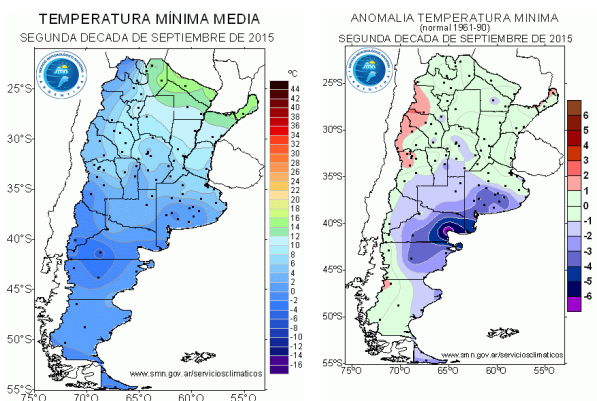 TEMPERATURA MÍNIMA MEDIA
SEGUNDA DECADA DE SEPTIEMBRE DE 2015
25°S
30°S
35°S
40°S
45°S
50°S
55°S
75°O 70°O 65°O 60°O 55°O
ºC
44
42
40
38
36
34
32
30
28
26
24
22
20
18
16
14
12
10
8
6
4
2
0
-2
-4
-6
-8
-10
-12
-14
-16
www.smn.gov.ar/serviciosclimaticos
ANOMALIA TEMPERATURA MINIMA
(normal 1961-90)
SEGUNDA DECADA DE SEPTIEMBRE DE 2015
25°S
30°S
35°S
40°S
45°S
50°S
55°S
75°O 70°O 65°O 60°O 55°O
6
5
4
3
2
1
0
-1
-2
-3
-4
-5
-6
www.smn.gov.ar/serviciosclimaticos